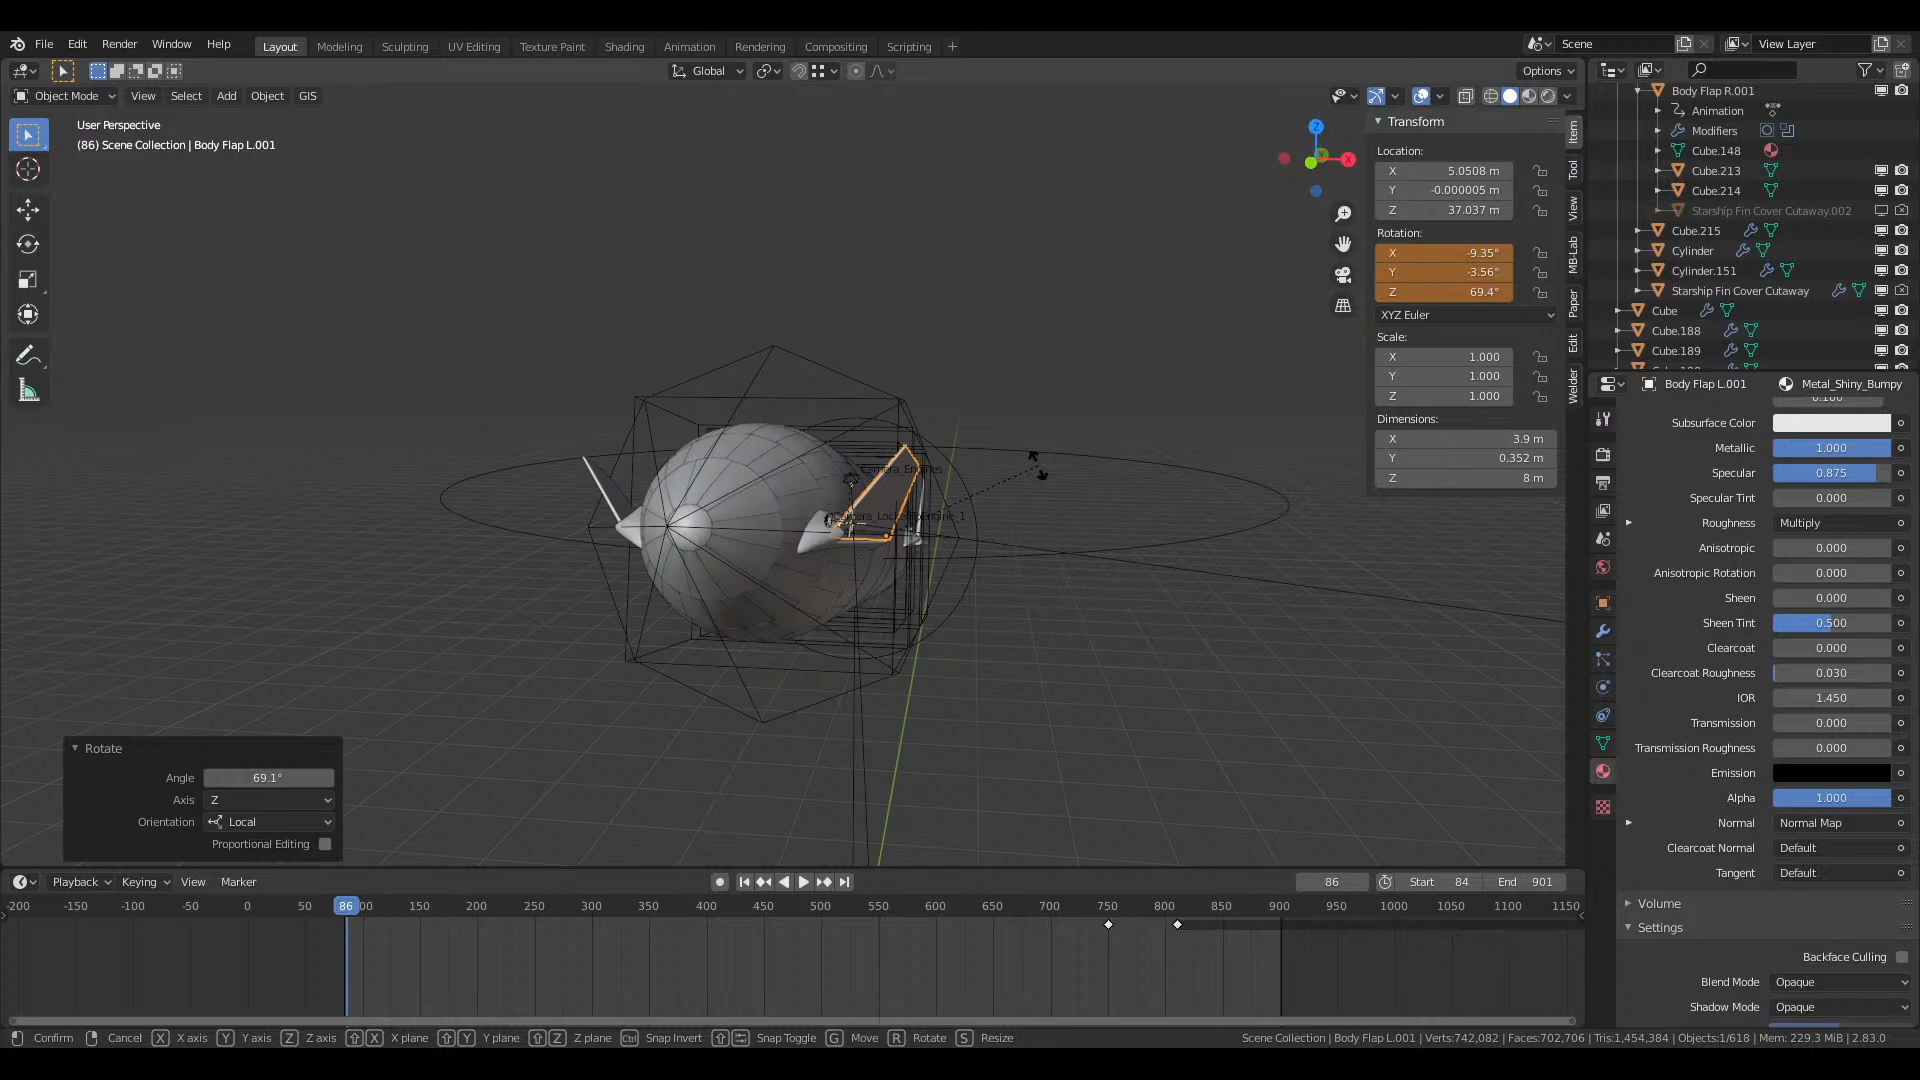 File Edit Render Window Help Layout Modeling Sculpting UV Editing Texture Paint Shading Animation Rendering Compositing Scripting + Scene View Layer
Global Options
Object Mode View Select Add Object GIS
User Perspective
(86) Scene Collection | Body Flap L.001
Z
X
Transform
Location:
X 5.0508 m
Y -0.000005 m
Z 37.037 m
Rotation:
X -9.35°
Y -3.56°
Z 69.4°
XYZ Euler
Scale:
X 1.000
Y 1.000
Z 1.000
Dimensions:
X 3.9 m
Y 0.352 m
Z 8 m
Item
Tool
View
MB-Lab
Paper
Edit
Welder
Body Flap R.001
Animation
Modifiers
Cube.148
Cube.213
Cube.214
Starship Fin Cover Cutaway.002
Cube.215
Cylinder
Cylinder.151
Starship Fin Cover Cutaway
Cube
Cube.188
Cube.189
Body Flap L.001 Metal_Shiny_Bumpy
0.100
Subsurface Color
Metallic 1.000
Specular 0.875
Specular Tint 0.000
Roughness Multiply
Anisotropic 0.000
Anisotropic Rotation 0.000
Sheen 0.000
Sheen Tint 0.500
Clearcoat 0.000
Clearcoat Roughness 0.030
IOR 1.450
Transmission 0.000
Transmission Roughness 0.000
Emission
Alpha 1.000
Normal Normal Map
Clearcoat Normal Default
Tangent Default
Volume
Settings
Backface Culling
Blend Mode Opaque
Shadow Mode Opaque
Rotate
Angle 69.1°
Axis Z
Orientation Local
Proportional Editing
Playback Keying View Marker 86 Start 84 End 901
-200 -150 -100 -50 0 50 86 00 150 200 250 300 350 400 450 500 550 600 650 700 750 800 850 900 950 1000 1050 1100 1150
Confirm Cancel X X axis Y Y axis Z Z axis X X plane Y Y plane Z Z plane Ctrl Snap Invert Snap Toggle G Move R Rotate S Resize Scene Collection | Body Flap L.001 | Verts:742,082 | Faces:702,706 | Tris:1,454,384 | Objects:1/618 | Mem: 229.3 MiB | 2.83.0